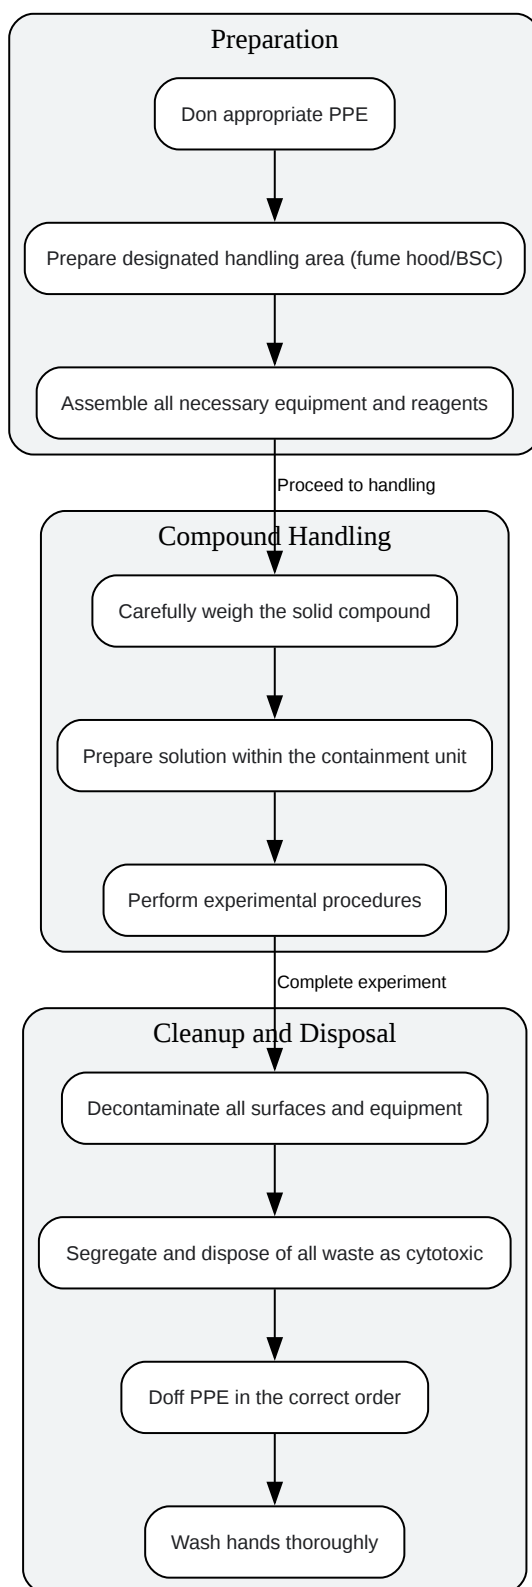 Preparation
Don appropriate PPE
Prepare designated handling area (fume hood/BSC)
Assemble all necessary equipment and reagents
Proceed to handling
Compound Handling
Carefully weigh the solid compound
Prepare solution within the containment unit
Perform experimental procedures
Complete experiment
Cleanup and Disposal
Decontaminate all surfaces and equipment
Segregate and dispose of all waste as cytotoxic
Doff PPE in the correct order
Wash hands thoroughly